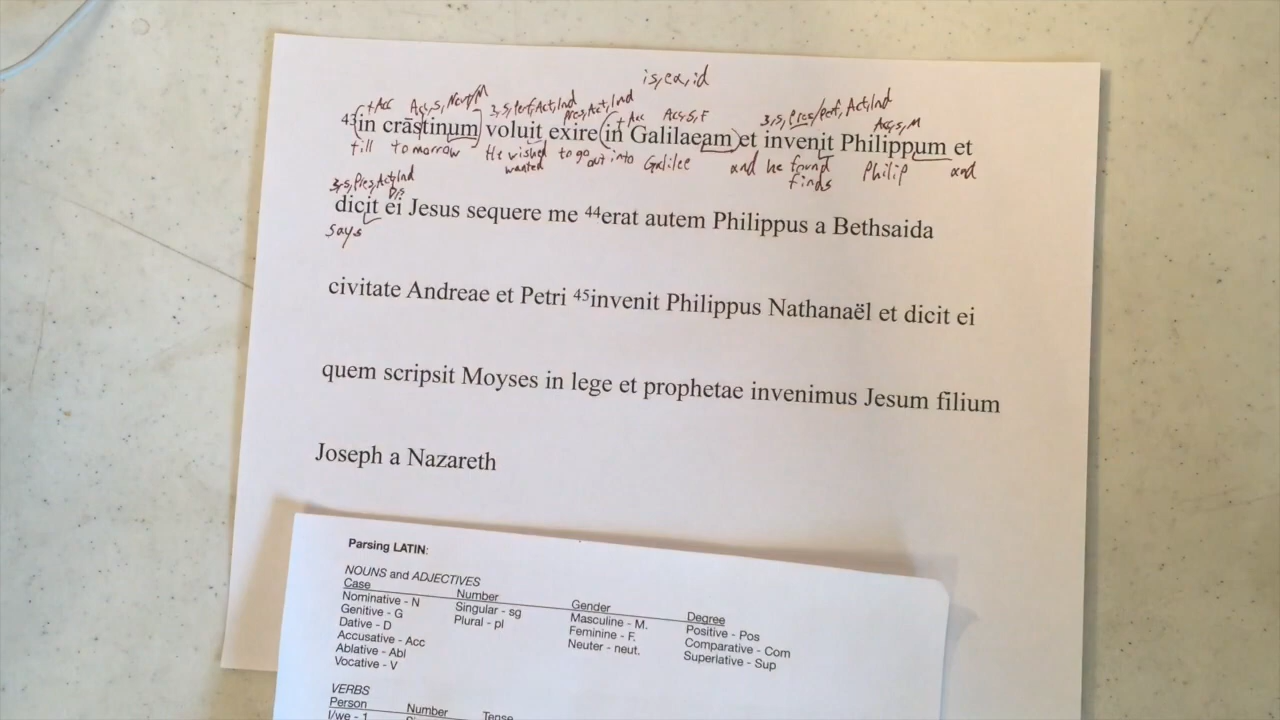 is, ea, id
+Acc Acc, S, Neut/M 3, S, Perf, Act, Ind Pres, Act, Ind +Acc Acc, S, F 3, S, Pres/Perf, Act, Ind Acc, S, M
43in crāstinum] voluit exire (in Galilaeam) et invenit Philippum et
till tomorrow He wished to go out into Galilee and he found Philip and
wanted finds
3, S, Pres, Act, Ind D, S
dicit ei Jesus sequere me 44erat autem Philippus a Bethsaida
says
civitate Andreae et Petri 45invenit Philippus Nathanaël et dicit ei
quem scripsit Moyses in lege et prophetae invenimus Jesum filium
Joseph a Nazareth
Parsing LATIN:
NOUNS and ADJECTIVES
Case Number Gender Degree
Nominative - N Singular - sg Masculine - M. Positive - Pos
Genitive - G Plural - pl Feminine - F. Comparative - Com
Dative - D Neuter - neut. Superlative - Sup
Accusative - Acc
Ablative - Abl
Vocative - V
VERBS
Person Number Tense
I/we - 1